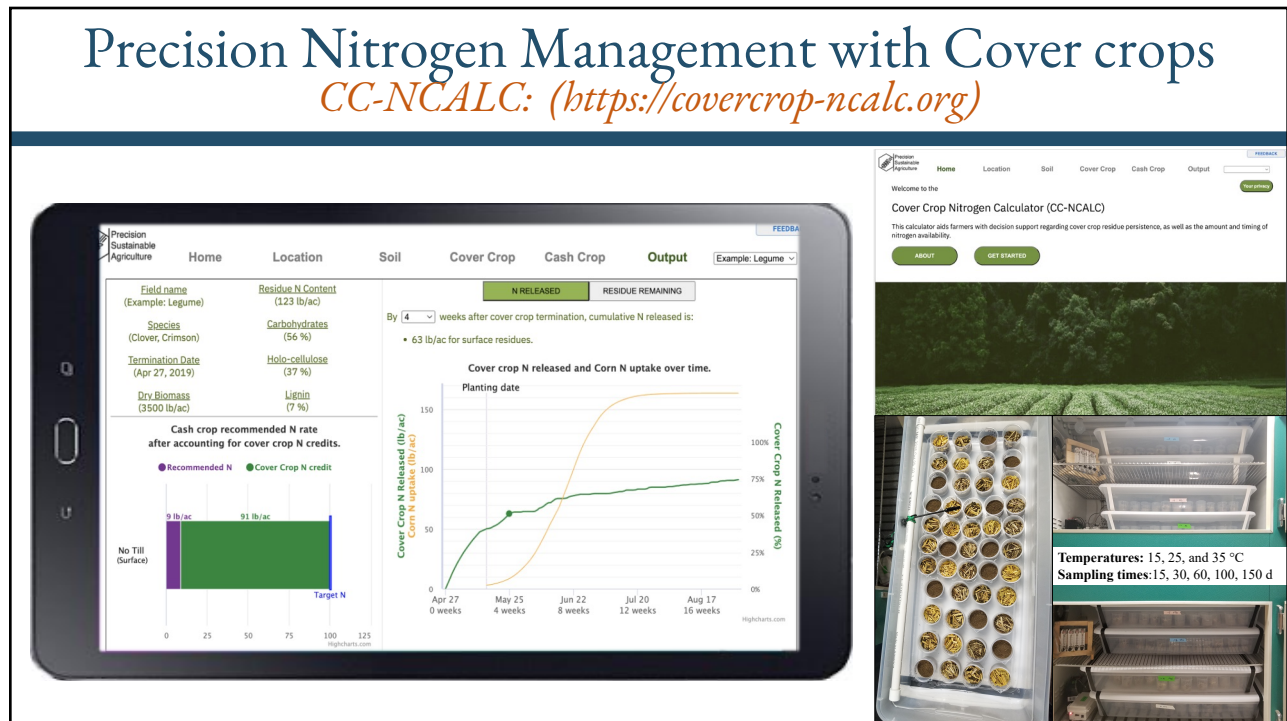 Precision Nitrogen Management with Cover crops
CC-NCALC: (https://covercrop-ncalc.org)
Precision
Sustainable
Agriculture
Home
Location
Soil
Cover Crop
Cash Crop
Output
Example: Legume
FEEDBA
Field name
(Example: Legume)
Residue N Content
(123 lb/ac)
Species
(Clover, Crimson)
Carbohydrates
(56 %)
Termination Date
(Apr 27, 2019)
Holo-cellulose
(37 %)
Dry Biomass
(3500 lb/ac)
Lignin
(7 %)
Cash crop recommended N rate
after accounting for cover crop N credits.
Recommended N
Cover Crop N credit
9 lb/ac
91 lb/ac
No Till
(Surface)
Target N
0 25 50 75 100 125
Highcharts.com
N RELEASED
RESIDUE REMAINING
By 4 weeks after cover crop termination, cumulative N released is:
• 63 lb/ac for surface residues.
Cover crop N released and Corn N uptake over time.
Planting date
Cover Crop N Released (lb/ac)
Corn N uptake (lb/ac)
150
100
50
0
100%
75%
50%
25%
0%
Cover Crop N Released (%)
Apr 27 May 25 Jun 22 Jul 20 Aug 17
0 weeks 4 weeks 8 weeks 12 weeks 16 weeks
Highcharts.com
FEEDBACK
Precision
Sustainable
Agriculture
Home
Location
Soil
Cover Crop
Cash Crop
Output
Your privacy
Welcome to the
Cover Crop Nitrogen Calculator (CC-NCALC)
This calculator aids farmers with decision support regarding cover crop residue persistence, as well as the amount and timing of
nitrogen availability.
ABOUT
GET STARTED
Temperatures: 15, 25, and 35 °C
Sampling times:15, 30, 60, 100, 150 d